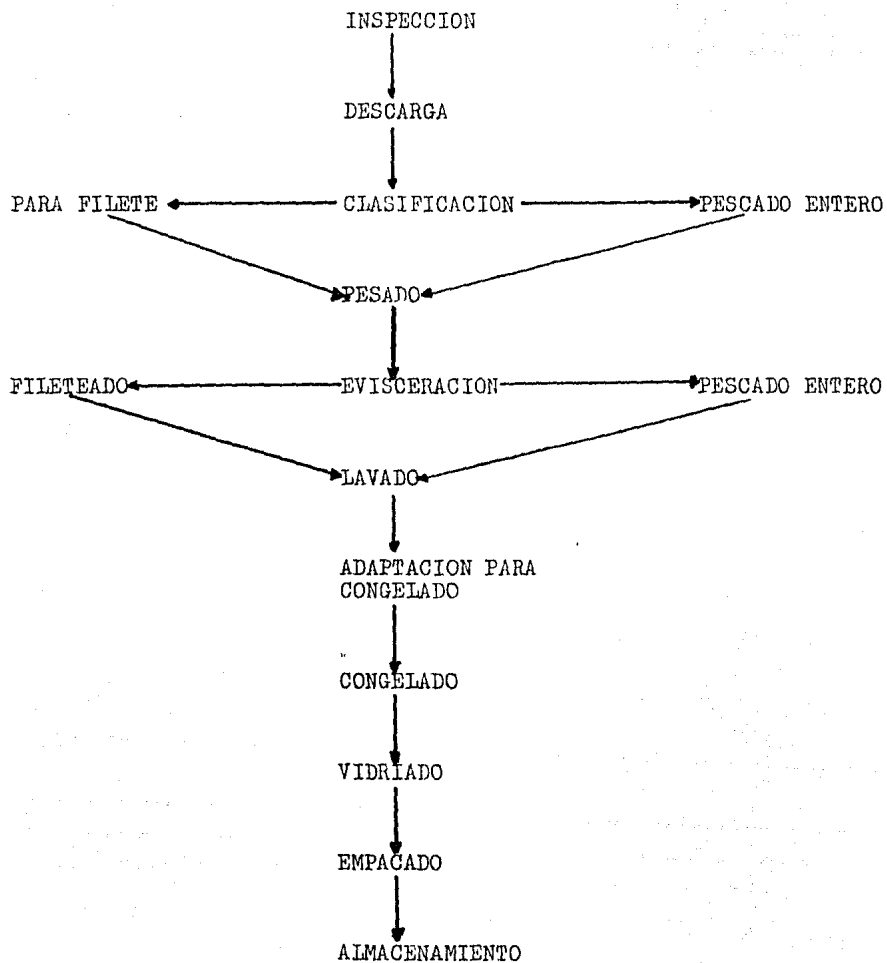 INSPECCION
DESCARGA
PARA FILETE CLASIFICACION PESCADO ENTERO
PESADO
FILETEADO EVISCERACION PESCADO ENTERO
LAVADO
ADAPTACION PARA
CONGELADO
CONGELADO
VIDRIADO
EMPACADO
ALMACENAMIENTO